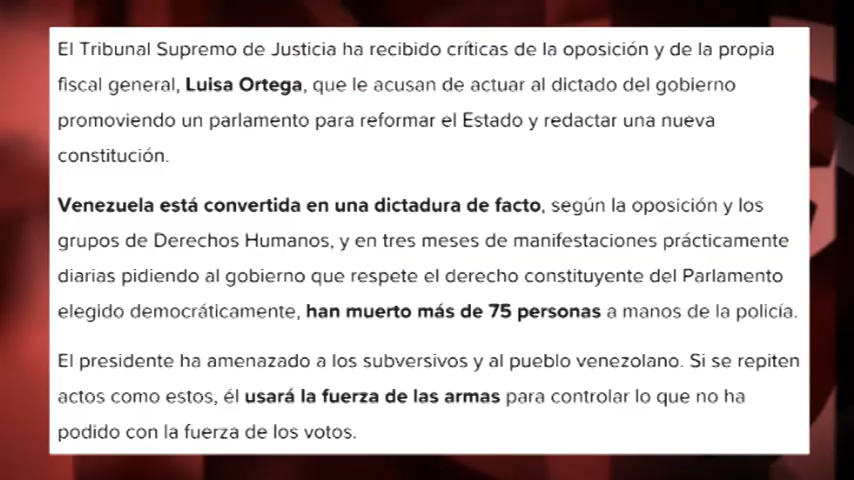 El Tribunal Supremo de Justicia ha recibido críticas de la oposición y de la propia
fiscal general, Luisa Ortega, que le acusan de actuar al dictado del gobierno
promoviendo un parlamento para reformar el Estado y redactar una nueva
constitución.
Venezuela está convertida en una dictadura de facto, según la oposición y los
grupos de Derechos Humanos, y en tres meses de manifestaciones prácticamente
diarias pidiendo al gobierno que respete el derecho constituyente del Parlamento
elegido democráticamente, han muerto más de 75 personas a manos de la policía.
El presidente ha amenazado a los subversivos y al pueblo venezolano. Si se repiten
actos como estos, él usará la fuerza de las armas para controlar lo que no ha
podido con la fuerza de los votos.